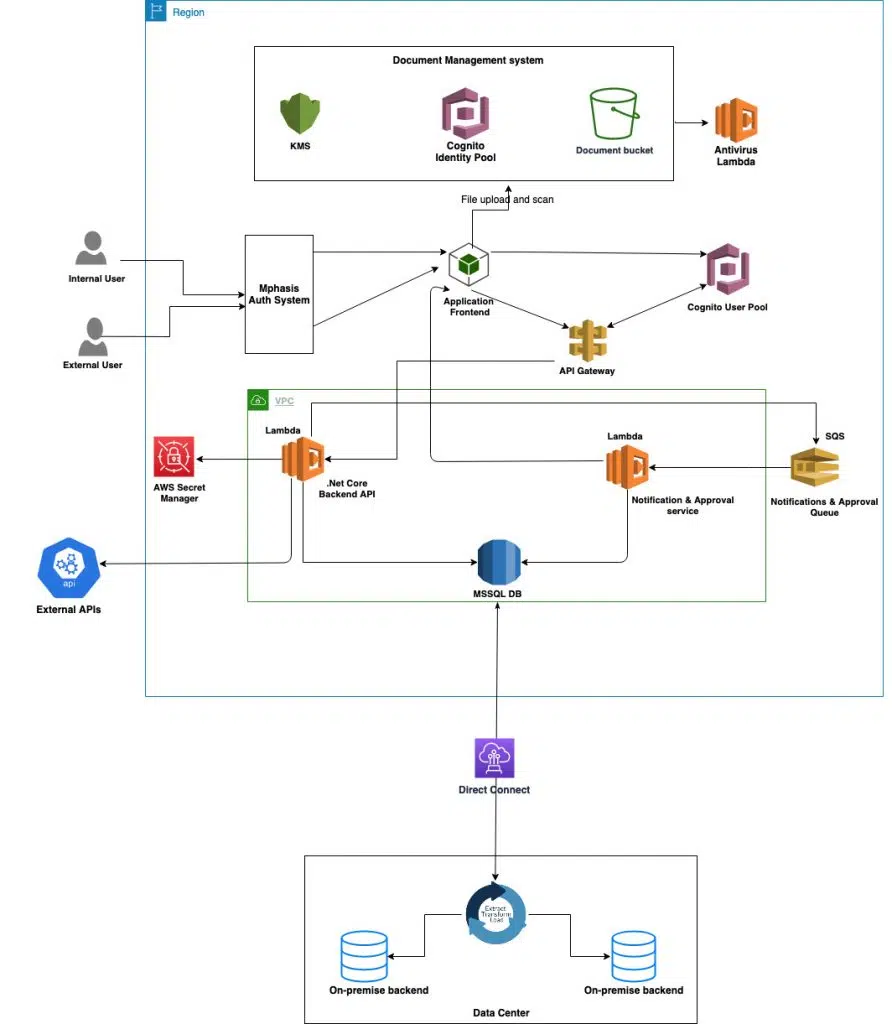 Region
Document Management system
KMS
Cognito
Identity Pool
Document bucket
Antivirus
Lambda
File upload and scan
Internal User
Mphasis
Auth System
Application
Frontend
Cognito User Pool
External User
API Gateway
VPC
Lambda
.Net Core
Backend API
AWS Secret
Manager
Lambda
Notification & Approval
service
SQS
Notifications & Approval
Queue
api
External APIs
MSSQL DB
Direct Connect
Extract
Transform
Load
On-premise backend
On-premise backend
Data Center